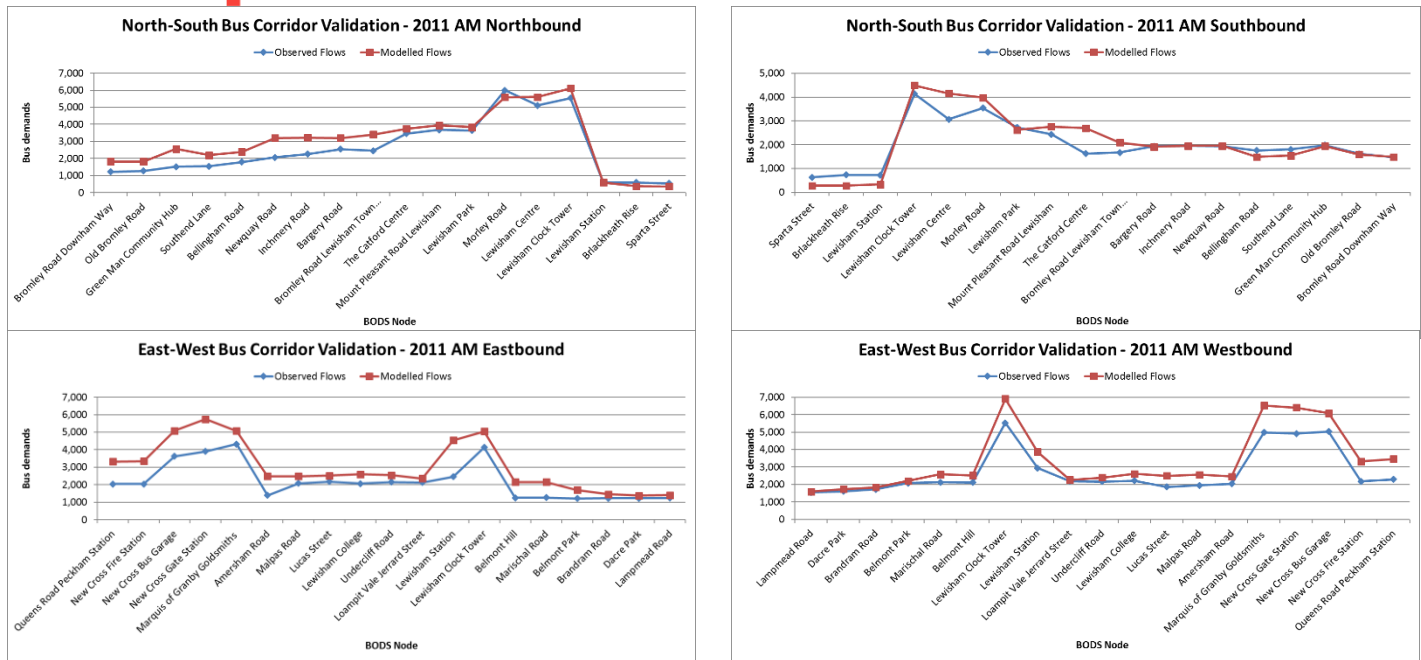 North-South Bus Corridor Validation - 2011 AM Northbound
Observed Flows Modelled Flows
Bus demands
7,000
6,000
5,000
4,000
3,000
2,000
1,000
0
Bromley Road Downham Way
Old Bromley Road
Green Man Community Hub
Southend Lane
Bellingham Road
Newquay Road
Inchmery Road
Bargery Road
Bromley Road Lewisham Town...
The Catford Centre
Mount Pleasant Road Lewisham
Lewisham Park
Morley Road
Lewisham Centre
Lewisham Clock Tower
Lewisham Station
Brlackheath Rise
Sparta Street
BODS Node
North-South Bus Corridor Validation - 2011 AM Southbound
Observed Flows Modelled Flows
Bus demands
5,000
4,000
3,000
2,000
1,000
0
Sparta Street
Brlackheath Rise
Lewisham Station
Lewisham Clock Tower
Lewisham Centre
Morley Road
Lewisham Park
Mount Pleasant Road Lewisham
The Catford Centre
Bromley Road Lewisham Town...
Bargery Road
Inchmery Road
Newquay Road
Bellingham Road
Southend Lane
Green Man Community Hub
Old Bromley Road
Bromley Road Downham Way
BODS Node
East-West Bus Corridor Validation - 2011 AM Eastbound
Observed Flows Modelled Flows
Bus demands
7,000
6,000
5,000
4,000
3,000
2,000
1,000
0
Queens Road Peckham Station
New Cross Fire Station
New Cross Bus Garage
New Cross Gate Station
Marquis of Granby Goldsmiths
Amersham Road
Malpas Road
Lucas Street
Lewisham College
Undercliff Road
Loampit Vale Jerrard Street
Lewisham Station
Lewisham Clock Tower
Belmont Hill
Marischal Road
Belmont Park
Brandram Road
Dacre Park
Lampmead Road
BODS Node
East-West Bus Corridor Validation - 2011 AM Westbound
Observed Flows Modelled Flows
Bus demands
7,000
6,000
5,000
4,000
3,000
2,000
1,000
0
Lampmead Road
Dacre Park
Brandram Road
Belmont Park
Marischal Road
Belmont Hill
Lewisham Clock Tower
Lewisham Station
Loampit Vale Jerrard Street
Undercliff Road
Lewisham College
Lucas Street
Malpas Road
Amersham Road
Marquis of Granby Goldsmiths
New Cross Gate Station
New Cross Bus Garage
New Cross Fire Station
Queens Road Peckham Station
BODS Node